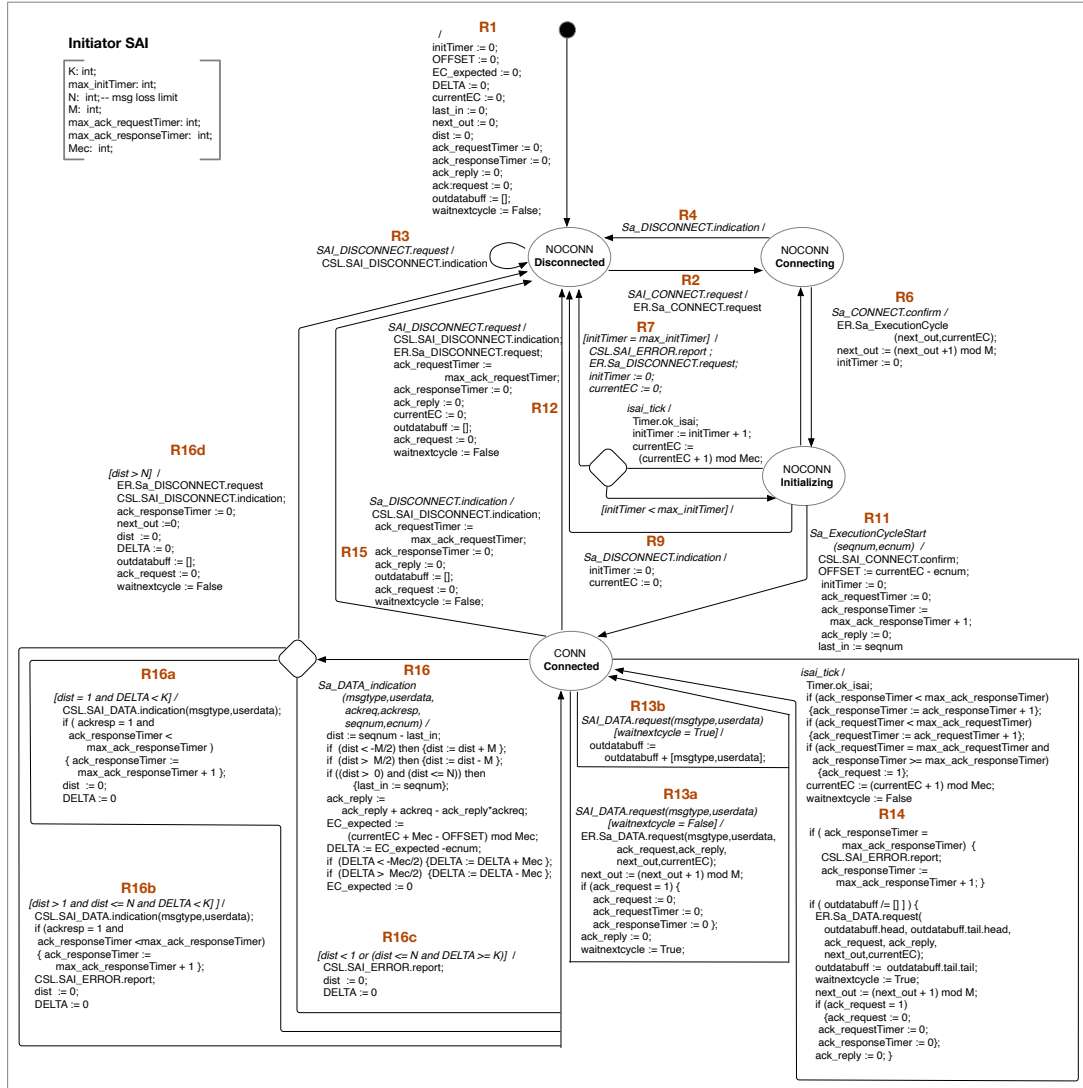 Initiator SAI
K: int;
max_initTimer: int;
N:  int;-- msg loss limit
M:  int;
max_ack_requestTimer: int;
max_ack_responseTimer:  int;
Mec:  int;
R1
/
initTimer := 0;
OFFSET := 0;
EC_expected := 0;
DELTA := 0;
currentEC := 0;
last_in := 0;
next_out := 0;
dist := 0;
ack_requestTimer := 0;
ack_responseTimer := 0;
ack_reply := 0;
ack:request := 0;
outdatabuff := [];
waitnextcycle := False;
R3
SAI_DISCONNECT.request /
CSL.SAI_DISCONNECT.indication
NOCONN
Disconnected
R4
Sa_DISCONNECT.indication /
NOCONN
Connecting
R2
SAI_CONNECT.request /
ER.Sa_CONNECT.request
R6
Sa_CONNECT.confirm /
ER.Sa_ExecutionCycle
(next_out,currentEC);
next_out := (next_out +1) mod M;
initTimer := 0;
R7
[initTimer = max_initTimer] /
CSL.SAI_ERROR.report ;
ER.Sa_DISCONNECT.request;
initTimer := 0;
currentEC := 0;
SAI_DISCONNECT.request /
CSL.SAI_DISCONNECT.indication;
ER.Sa_DISCONNECT.request;
ack_requestTimer :=
max_ack_requestTimer;
ack_responseTimer := 0;
ack_reply := 0;
currentEC := 0;
outdatabuff := [];
ack_request := 0;
waitnextcycle := False
R12
isai_tick /
Timer.ok_isai;
initTimer := initTimer + 1;
currentEC :=
(currentEC + 1) mod Mec;
NOCONN
Initializing
[initTimer < max_initTimer] /
R9
Sa_DISCONNECT.indication /
initTimer := 0;
currentEC := 0;
R11
Sa_ExecutionCycleStart
(seqnum,ecnum)  /
CSL.SAI_CONNECT.confirm;
OFFSET := currentEC - ecnum;
initTimer := 0;
ack_requestTimer := 0;
ack_responseTimer :=
max_ack_responseTimer + 1;
ack_reply := 0;
last_in := seqnum
R16d
[dist > N] /
ER.Sa_DISCONNECT.request
CSL.SAI_DISCONNECT.indication;
ack_responseTimer := 0;
next_out :=0;
dist  := 0;
DELTA := 0;
outdatabuff := [];
ack_request := 0;
waitnextcycle := False
R15
Sa_DISCONNECT.indication /
CSL.SAI_DISCONNECT.indication;
ack_requestTimer :=
max_ack_requestTimer;
ack_responseTimer := 0;
ack_reply := 0;
outdatabuff := [];
ack_request := 0;
waitnextcycle := False;
CONN
Connected
R16a
[dist = 1 and DELTA < K] /
CSL.SAI_DATA.indication(msgtype,userdata);
if ( ackresp = 1 and
ack_responseTimer <
max_ack_responseTimer )
{ ack_responseTimer :=
max_ack_responseTimer + 1 };
dist  := 0;
DELTA := 0
R16
Sa_DATA_indication
(msgtype,userdata,
ackreq,ackresp,
seqnum,ecnum) /
dist := seqnum - last_in;
if  (dist < -M/2) then {dist := dist + M };
if  (dist >  M/2) then {dist := dist - M };
if ((dist >  0) and (dist <= N)) then
{last_in := seqnum};
ack_reply :=
ack_reply + ackreq - ack_reply*ackreq;
EC_expected :=
(currentEC + Mec - OFFSET) mod Mec;
DELTA := EC_expected -ecnum;
if  (DELTA < -Mec/2) {DELTA := DELTA + Mec };
if  (DELTA >  Mec/2)  {DELTA := DELTA - Mec };
EC_expected := 0
R13b
SAI_DATA.request(msgtype,userdata)
[waitnextcycle = True] /
outdatabuff :=
outdatabuff + [msgtype,userdata];
R13a
SAI_DATA.request(msgtype,userdata)
[waitnextcycle = False] /
ER.Sa_DATA.request(msgtype,userdata,
ack_request,ack_reply,
next_out,currentEC);
next_out := (next_out + 1) mod M;
if (ack_request = 1) {
ack_request := 0;
ack_requestTimer := 0;
ack_responseTimer := 0 };
ack_reply := 0;
waitnextcycle := True;
isai_tick /
Timer.ok_isai;
if (ack_responseTimer < max_ack_responseTimer)
{ack_responseTimer := ack_responseTimer + 1};
if (ack_requestTimer < max_ack_requestTimer)
{ack_requestTimer := ack_requestTimer + 1};
if (ack_requestTimer = max_ack_requestTimer and
ack_responseTimer >= max_ack_responseTimer)
{ack_request := 1};
currentEC := (currentEC + 1) mod Mec;
waitnextcycle := False
R14
if ( ack_responseTimer =
max_ack_responseTimer)  {
CSL.SAI_ERROR.report;
ack_responseTimer :=
max_ack_responseTimer + 1; }
if ( outdatabuff /= [] ) {
ER.Sa_DATA.request(
outdatabuff.head, outdatabuff.tail.head,
ack_request, ack_reply,
next_out,currentEC);
outdatabuff :=  outdatabuff.tail.tail;
waitnextcycle := True;
next_out := (next_out + 1) mod M;
if (ack_request = 1)
{ack_request := 0;
ack_requestTimer := 0;
ack_responseTimer := 0};
ack_reply := 0; }
R16b
[dist > 1 and dist <= N and DELTA < K] ] /
CSL.SAI_DATA.indication(msgtype,userdata);
if (ackresp = 1 and
ack_responseTimer <max_ack_responseTimer)
{ ack_responseTimer :=
max_ack_responseTimer + 1 };
CSL.SAI_ERROR.report;
dist  := 0;
DELTA := 0
R16c
[dist < 1 or (dist <= N and DELTA >= K)]  /
CSL.SAI_ERROR.report;
dist  := 0;
DELTA := 0